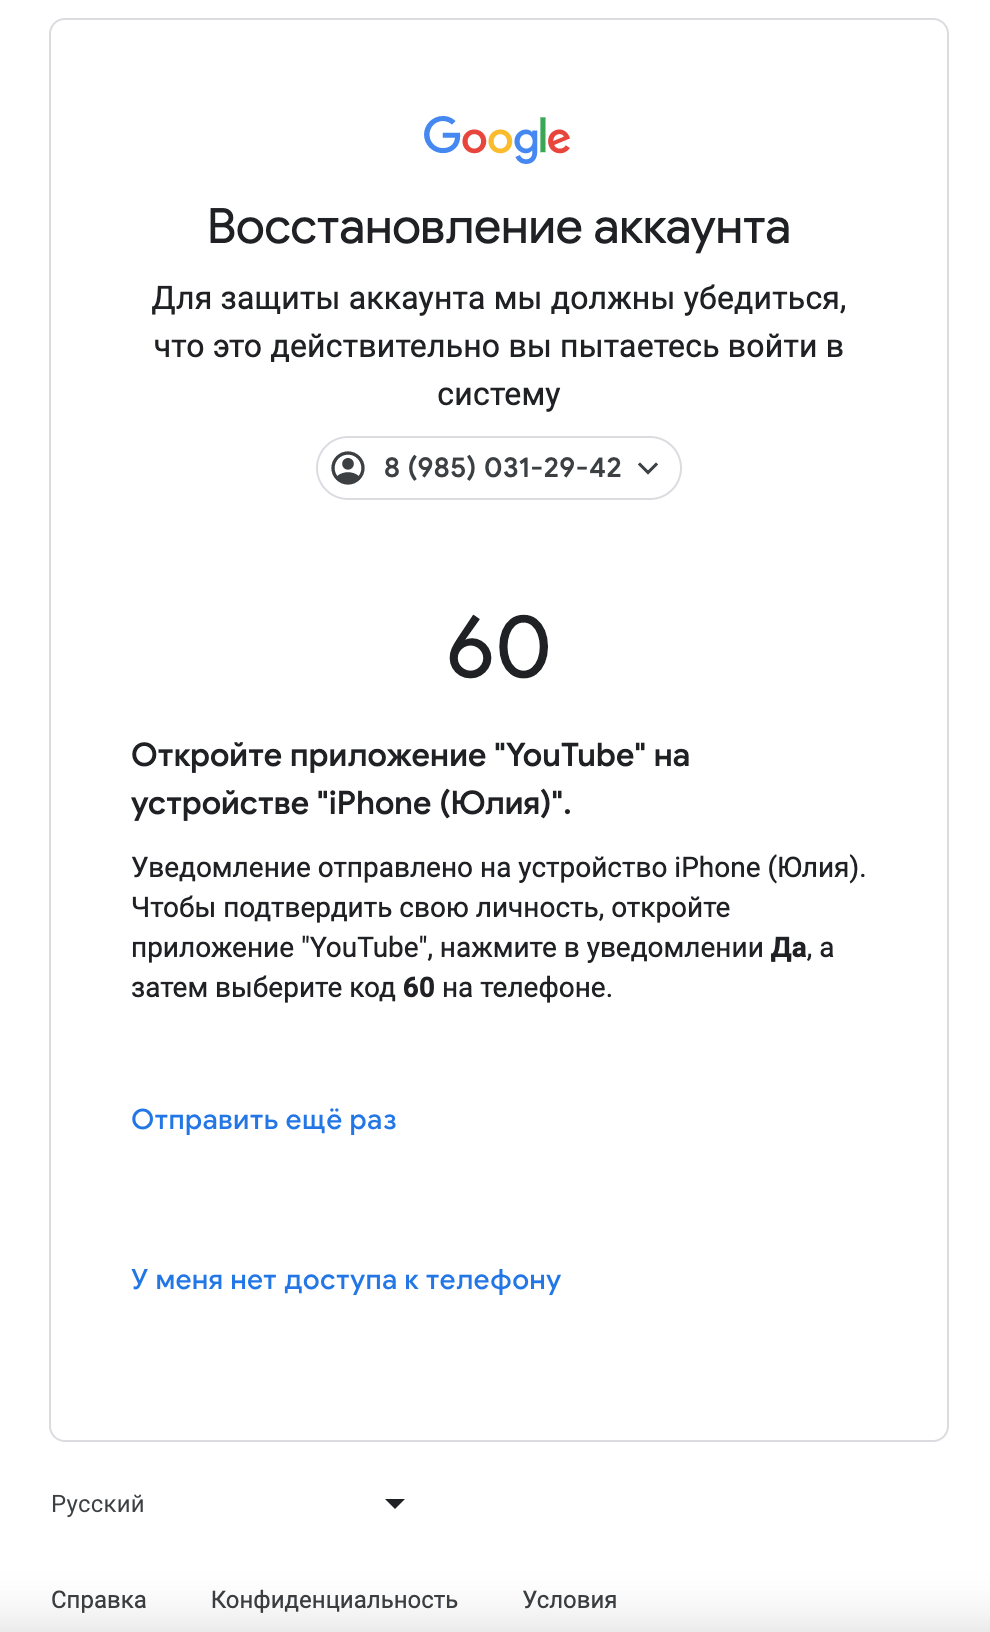 Google
Восстановление аккаунта
Для защиты аккаунта мы должны убедиться,
что это действительно вы пытаетесь войти в
систему
8 (985) 031-29-42
60
Откройте приложение "YouTube" на
устройстве "iPhone (Юлия)".
Уведомление отправлено на устройство iPhone (Юлия).
Чтобы подтвердить свою личность, откройте
приложение "YouTube", нажмите в уведомлении Да, а
затем выберите код 60 на телефоне.
Отправить ещё раз
У меня нет доступа к телефону
Русский
Справка Конфиденциальность Условия